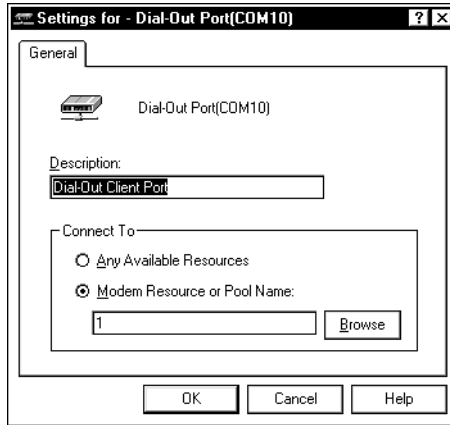 Settings for - Dial-Out Port(COM10)
General
Dial-Out Port(COM10)
Description:
Dial-Out Client Port
Connect To
Any Available Resources
Modem Resource or Pool Name:
1 Browse
OK Cancel Help